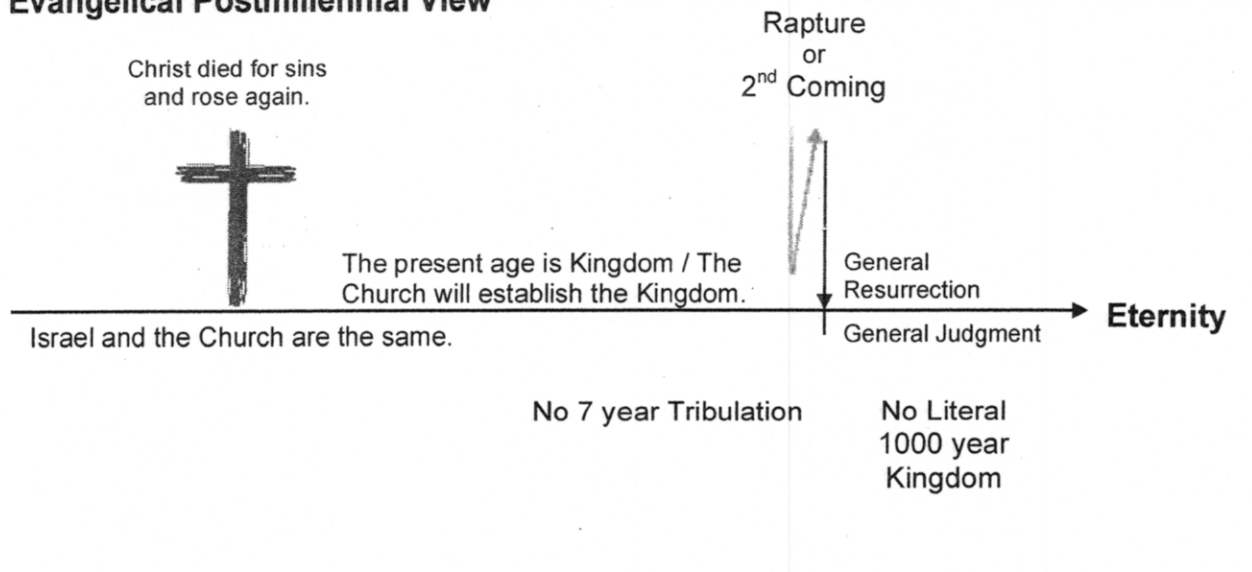 Evangelical Postmillennial View
Rapture
or
2nd Coming
Christ died for sins
and rose again.
The present age is Kingdom / The
Church will establish the Kingdom.
General
Resurrection
Eternity
Israel and the Church are the same.
General Judgment
No 7 year Tribulation
No Literal
1000 year
Kingdom